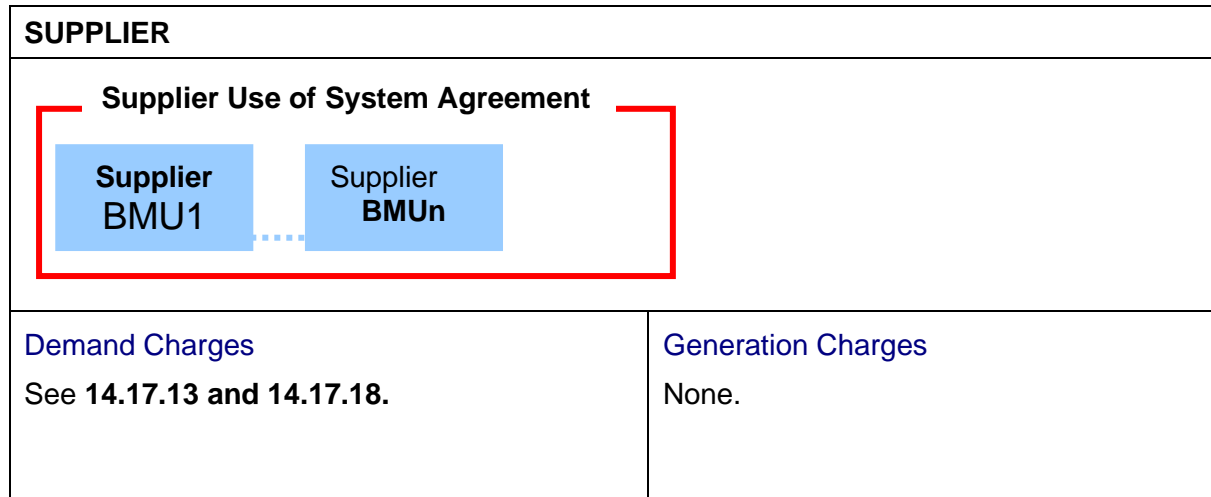 SUPPLIER
Supplier Use of System Agreement
Supplier
BMU1
Supplier
BMUn
Demand Charges
See 14.17.13 and 14.17.18.
Generation Charges
None.